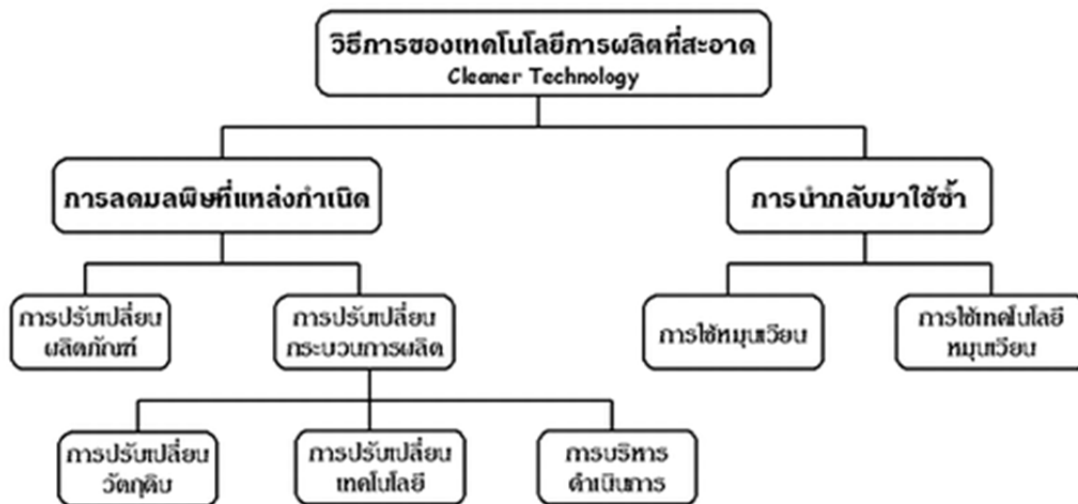 วิธีการของเทคโนโลยีการผลิตที่สะอาด
Cleaner Technology
การลดมลพิษที่แหล่งกำเนิด
การนำกลับมาใช้ซ้ำ
การปรับเปลี่ยน
ผลิตภัณฑ์
การปรับเปลี่ยน
กระบวนการผลิต
การใช้หมุนเวียน
การใช้เทคโนโลยี
หมุนเวียน
การปรับเปลี่ยน
วัตถุดิบ
การปรับเปลี่ยน
เทคโนโลยี
การบริหาร
ดำเนินการ